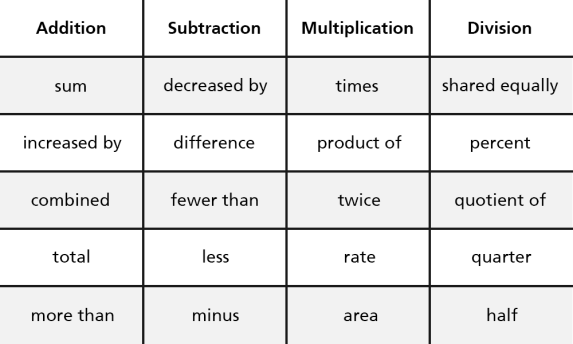 Addition Subtraction Multiplication Division
sum decreased by times shared equally
increased by difference product of percent
combined fewer than twice quotient of
total less rate quarter
more than minus area half